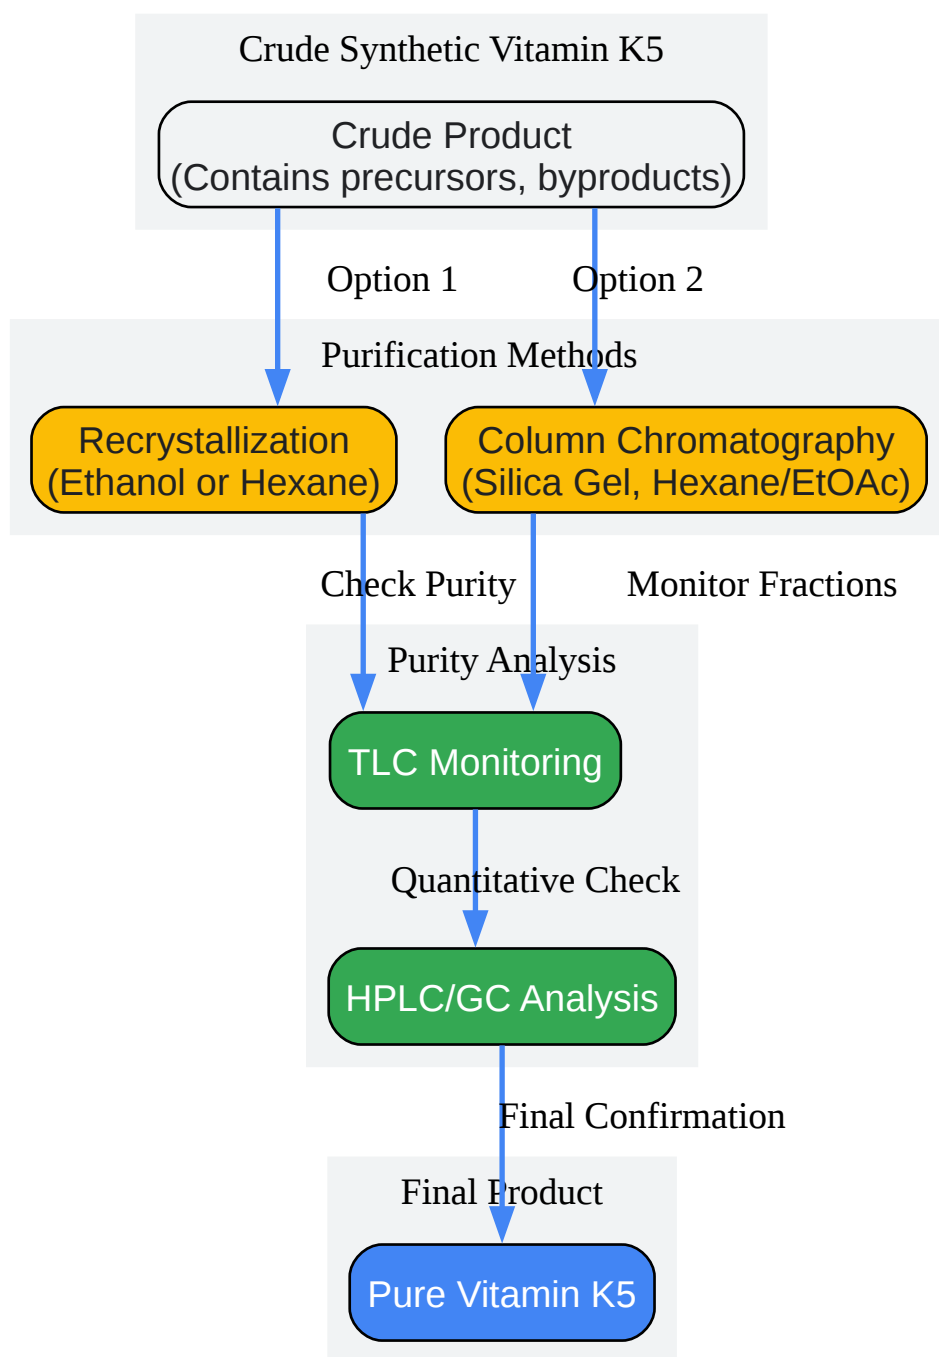 Crude Synthetic Vitamin K5
Crude Product
(Contains precursors, byproducts)
Option 1
Option 2
Purification Methods
Recrystallization
(Ethanol or Hexane)
Column Chromatography
(Silica Gel, Hexane/EtOAc)
Check Purity
Monitor Fractions
Purity Analysis
TLC Monitoring
Quantitative Check
HPLC/GC Analysis
Final Confirmation
Final Product
Pure Vitamin K5